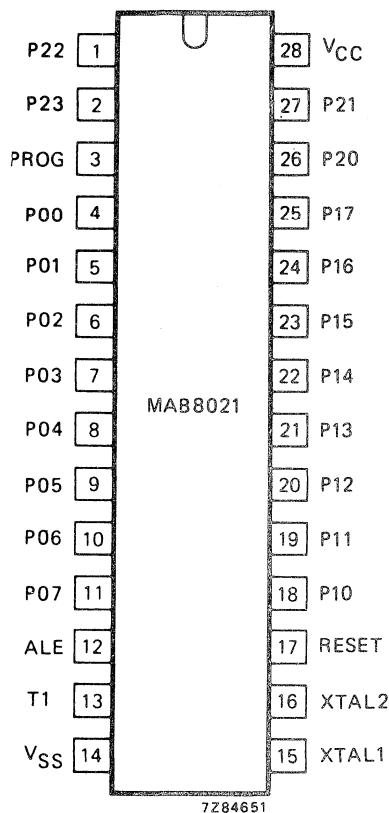 P22 1 28 VCC
P23 2 27 P21
PROG 3 26 P20
P00 4 25 P17
P01 5 24 P16
P02 6 23 P15
P03 7 22 P14
MAB8021
P04 8 21 P13
P05 9 20 P12
P06 10 19 P11
P07 11 18 P10
ALE 12 17 RESET
T1 13 16 XTAL2
VSS 14 15 XTAL1
7Z84651